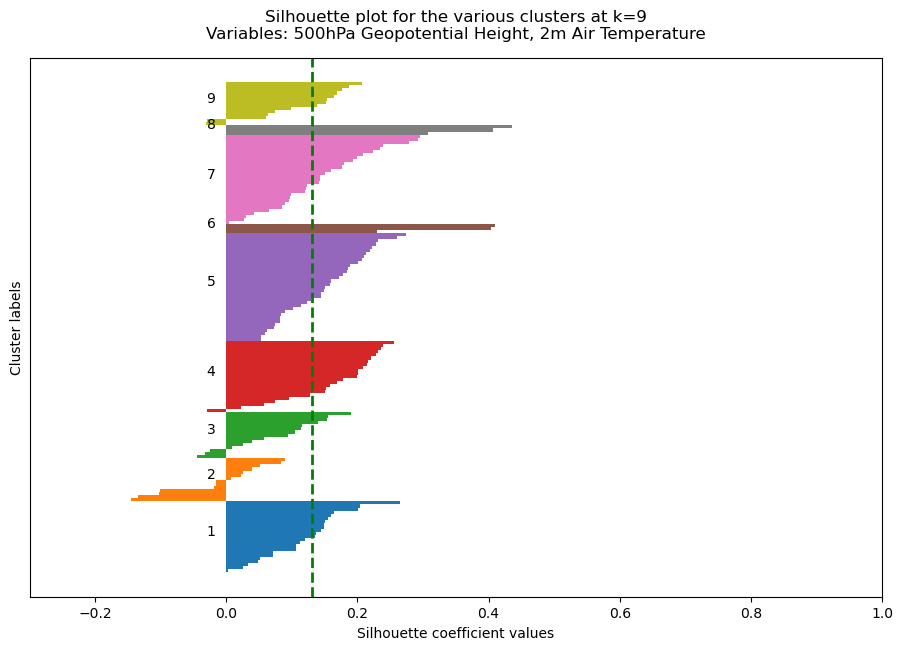 Silhouette plot for the various clusters at k=9
Variables: 500hPa Geopotential Height, 2m Air Temperature
Cluster labels
9
8
7
6
5
4
3
2
1
−0.2 0.0 0.2 0.4 0.6 0.8 1.0
Silhouette coefficient values